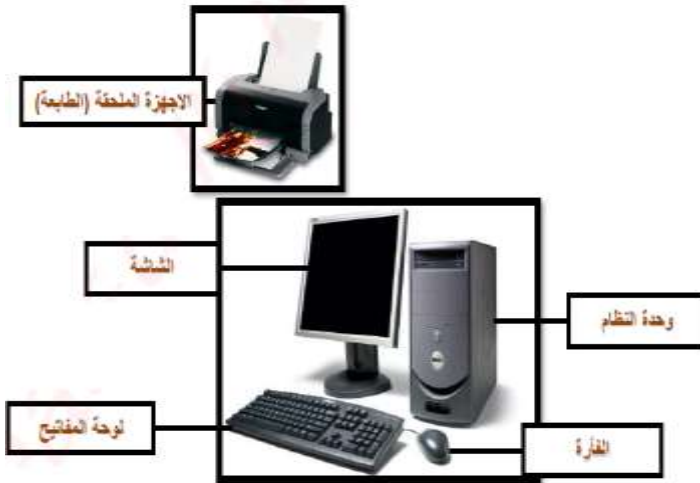 الاجهزة الملحقة (الطابعة)
الشاشة
وحدة النظام
لوحة المفاتيح
الفأرة